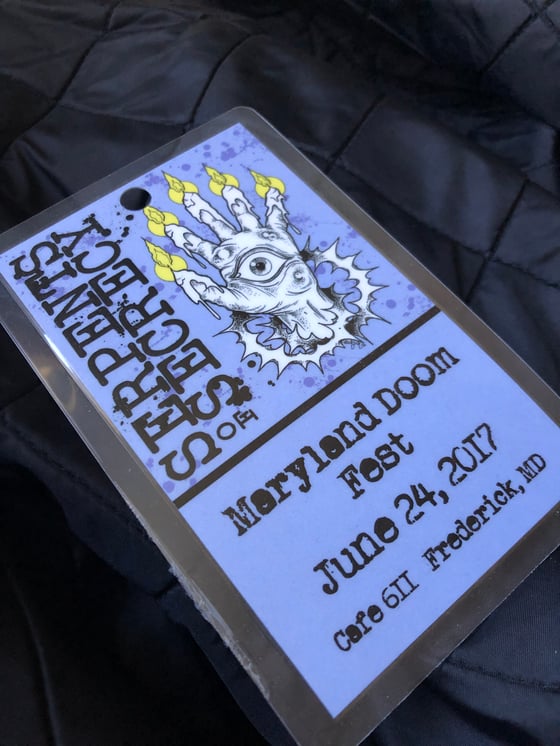 SERPENTS
OF
SECRECY
Maryland DOOM
Fest
June 24, 2017
Cafe 611 Frederick, MD